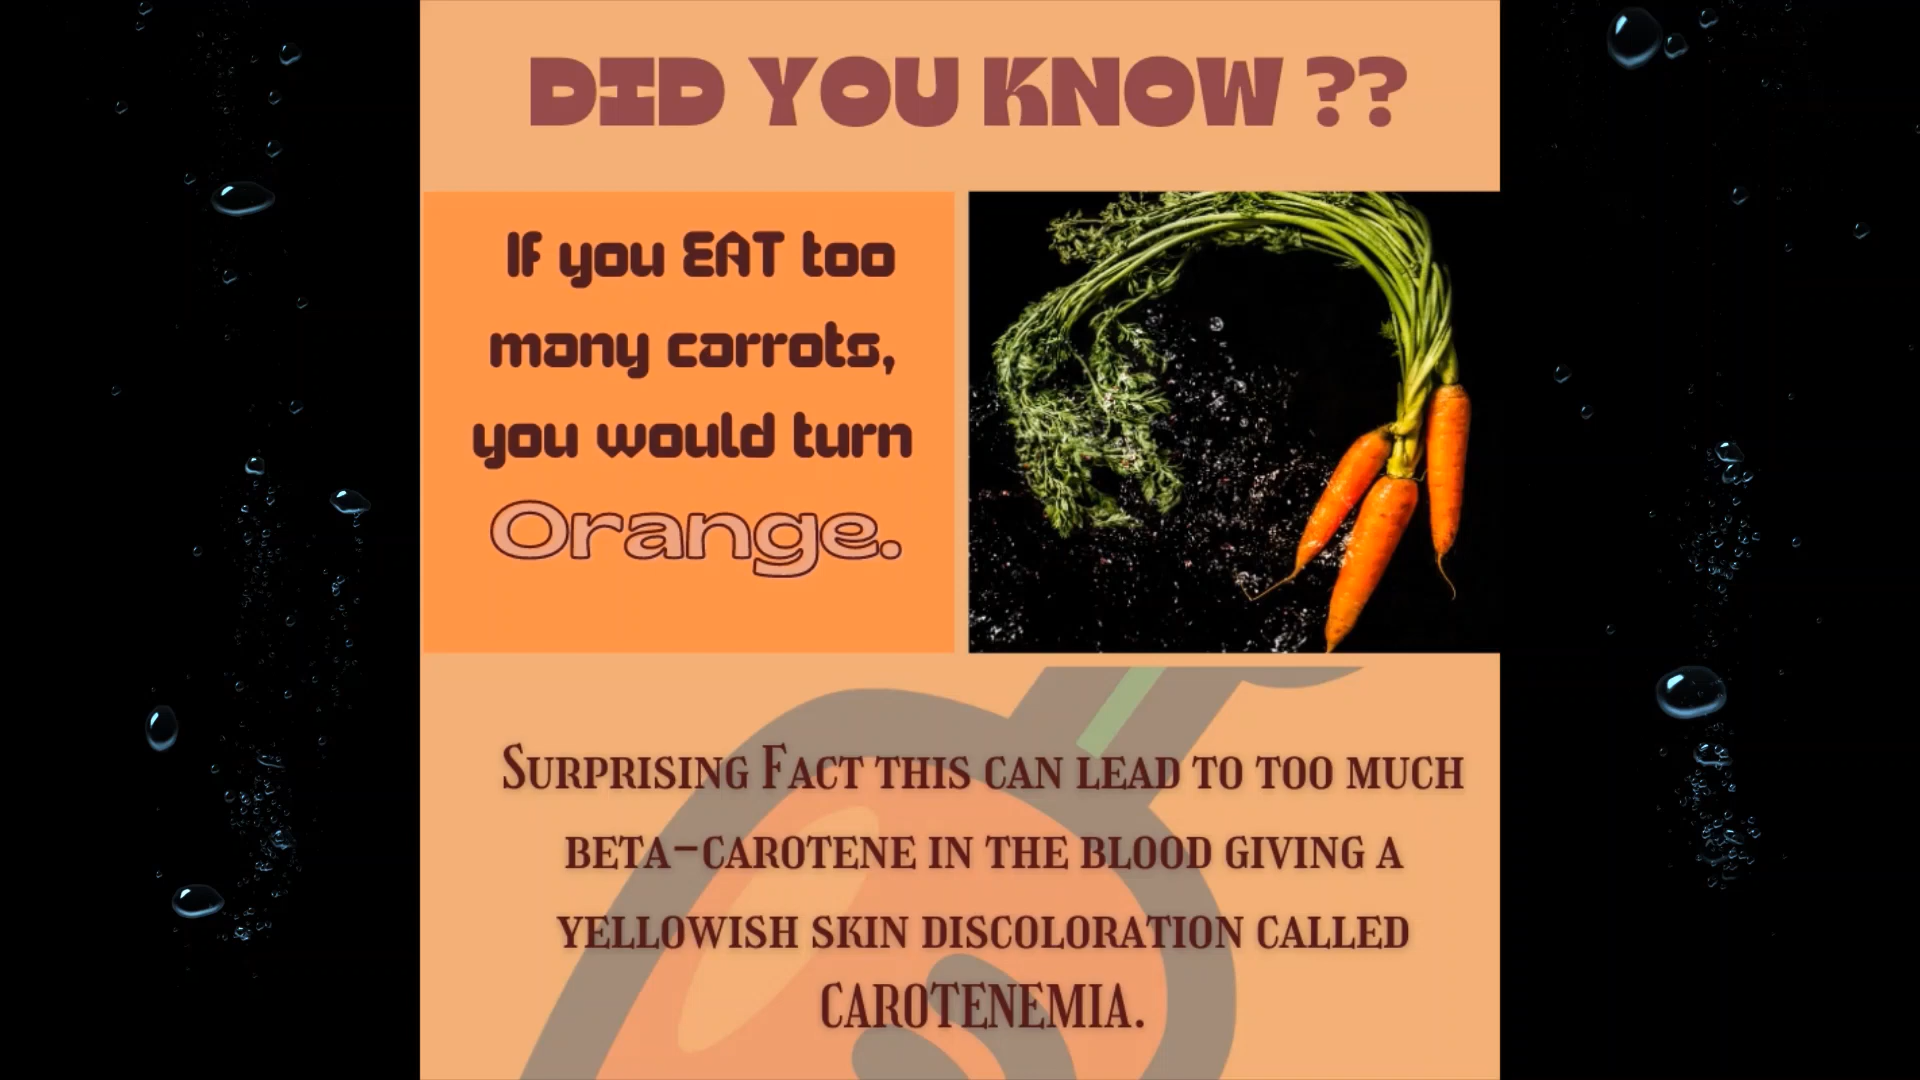 DID YOU KNOW ??
If you EAT too
many carrots,
you would turn
Orange.
Surprising Fact this can lead to too much
beta-carotene in the blood giving a
yellowish skin discoloration called
CAROTENEMIA.